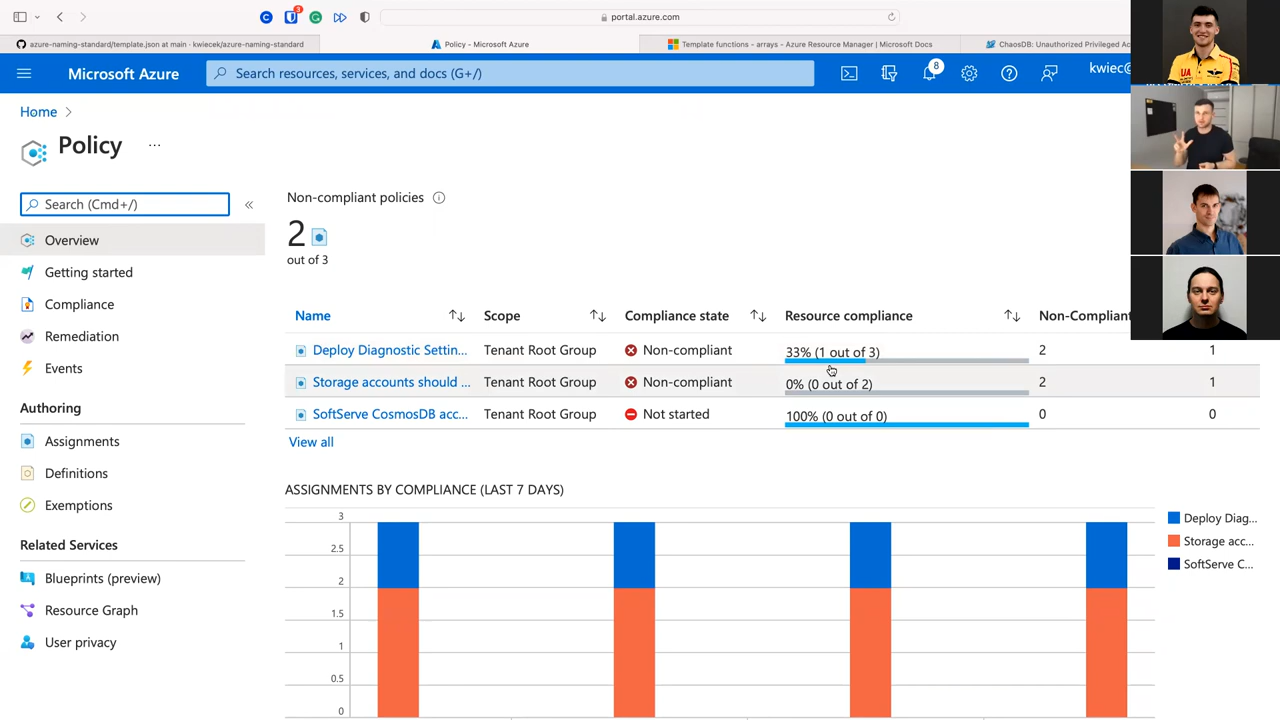 3
portal.azure.com
azure-naming-standard/template.json at main · kwiecek/azure-naming-standard
Policy - Microsoft Azure
Template functions - arrays - Azure Resource Manager | Microsoft Docs
ChaosDB: Unauthorized Privileged Ac
Microsoft Azure
Search resources, services, and docs (G+/)
8
kwiec@
Home
Policy
...
Search (Cmd+/)
«
Overview
Getting started
Compliance
Remediation
Events
Authoring
Assignments
Definitions
Exemptions
Related Services
Blueprints (preview)
Resource Graph
User privacy
Non-compliant policies
2
out of 3
Name Scope Compliance state Resource compliance Non-Compliant
Deploy Diagnostic Settin... Tenant Root Group Non-compliant 33% (1 out of 3) 2 1
Storage accounts should ... Tenant Root Group Non-compliant 0% (0 out of 2) 2 1
SoftServe CosmosDB acc... Tenant Root Group Not started 100% (0 out of 0) 0 0
View all
ASSIGNMENTS BY COMPLIANCE (LAST 7 DAYS)
3
2.5
2
1.5
1
0.5
0
Deploy Diag...
Storage acc...
SoftServe C...
UA